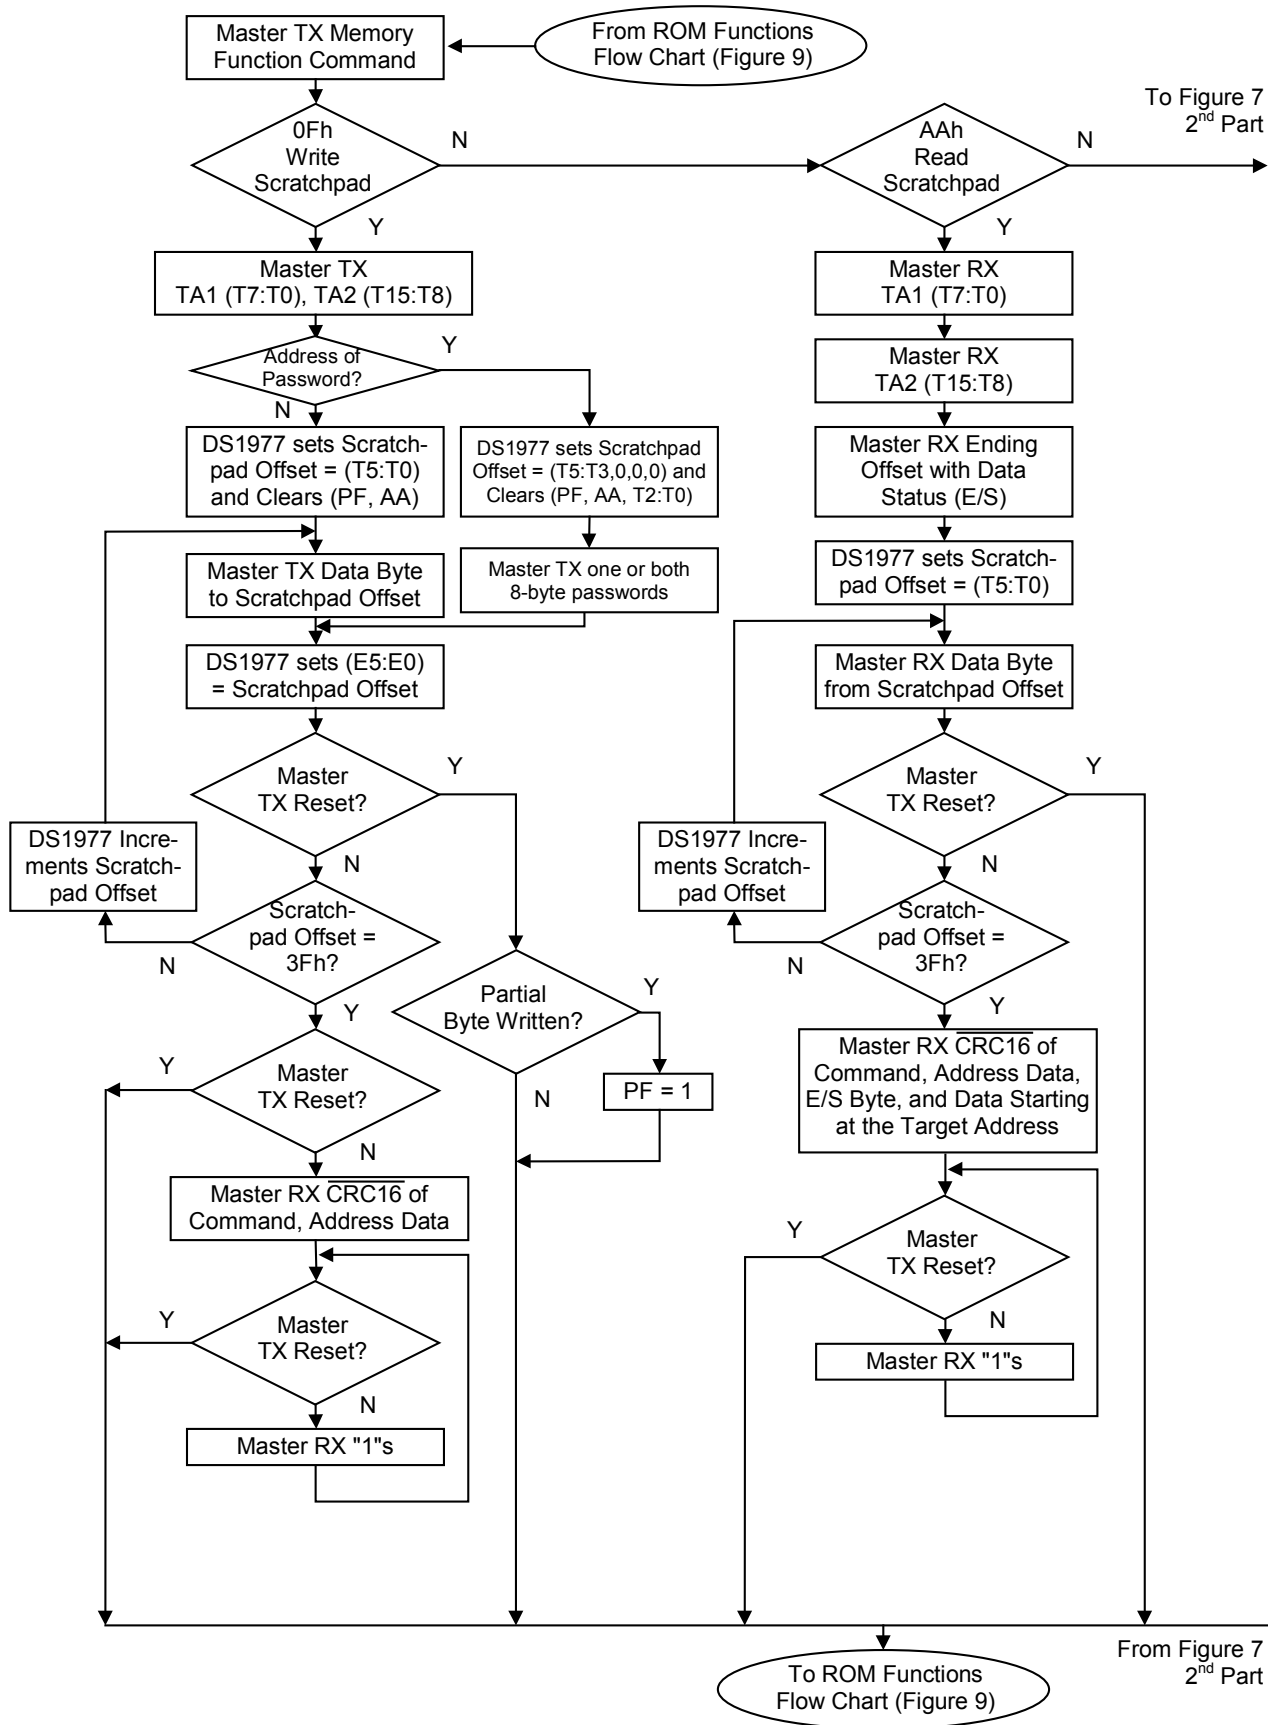 Master TX Memory
Function Command
From ROM Functions
Flow Chart (Figure 9)
To Figure 7
2nd Part
0Fh
Write
Scratchpad
N
Y
AAh
Read
Scratchpad
N
Y
Master TX
TA1 (T7:T0), TA2 (T15:T8)
Address of
Password?
Y
N
DS1977 sets Scratch-
pad Offset = (T5:T0)
and Clears (PF, AA)
DS1977 sets Scratchpad
Offset = (T5:T3,0,0,0) and
Clears (PF, AA, T2:T0)
Master TX Data Byte
to Scratchpad Offset
Master TX one or both
8-byte passwords
DS1977 sets (E5:E0)
= Scratchpad Offset
Master
TX Reset?
Y
N
DS1977 Incre-
ments Scratch-
pad Offset
Scratch-
pad Offset =
3Fh?
N
Y
Partial
Byte Written?
Y
N
PF = 1
Master
TX Reset?
Y
N
Master RX CRC16 of
Command, Address Data
Master
TX Reset?
Y
N
Master RX "1"s
Master RX
TA1 (T7:T0)
Master RX
TA2 (T15:T8)
Master RX Ending
Offset with Data
Status (E/S)
DS1977 sets Scratch-
pad Offset = (T5:T0)
Master RX Data Byte
from Scratchpad Offset
Master
TX Reset?
Y
N
DS1977 Incre-
ments Scratch-
pad Offset
Scratch-
pad Offset =
3Fh?
N
Y
Master RX CRC16 of
Command, Address Data,
E/S Byte, and Data Starting
at the Target Address
Master
TX Reset?
Y
N
Master RX "1"s
From Figure 7
2nd Part
To ROM Functions
Flow Chart (Figure 9)